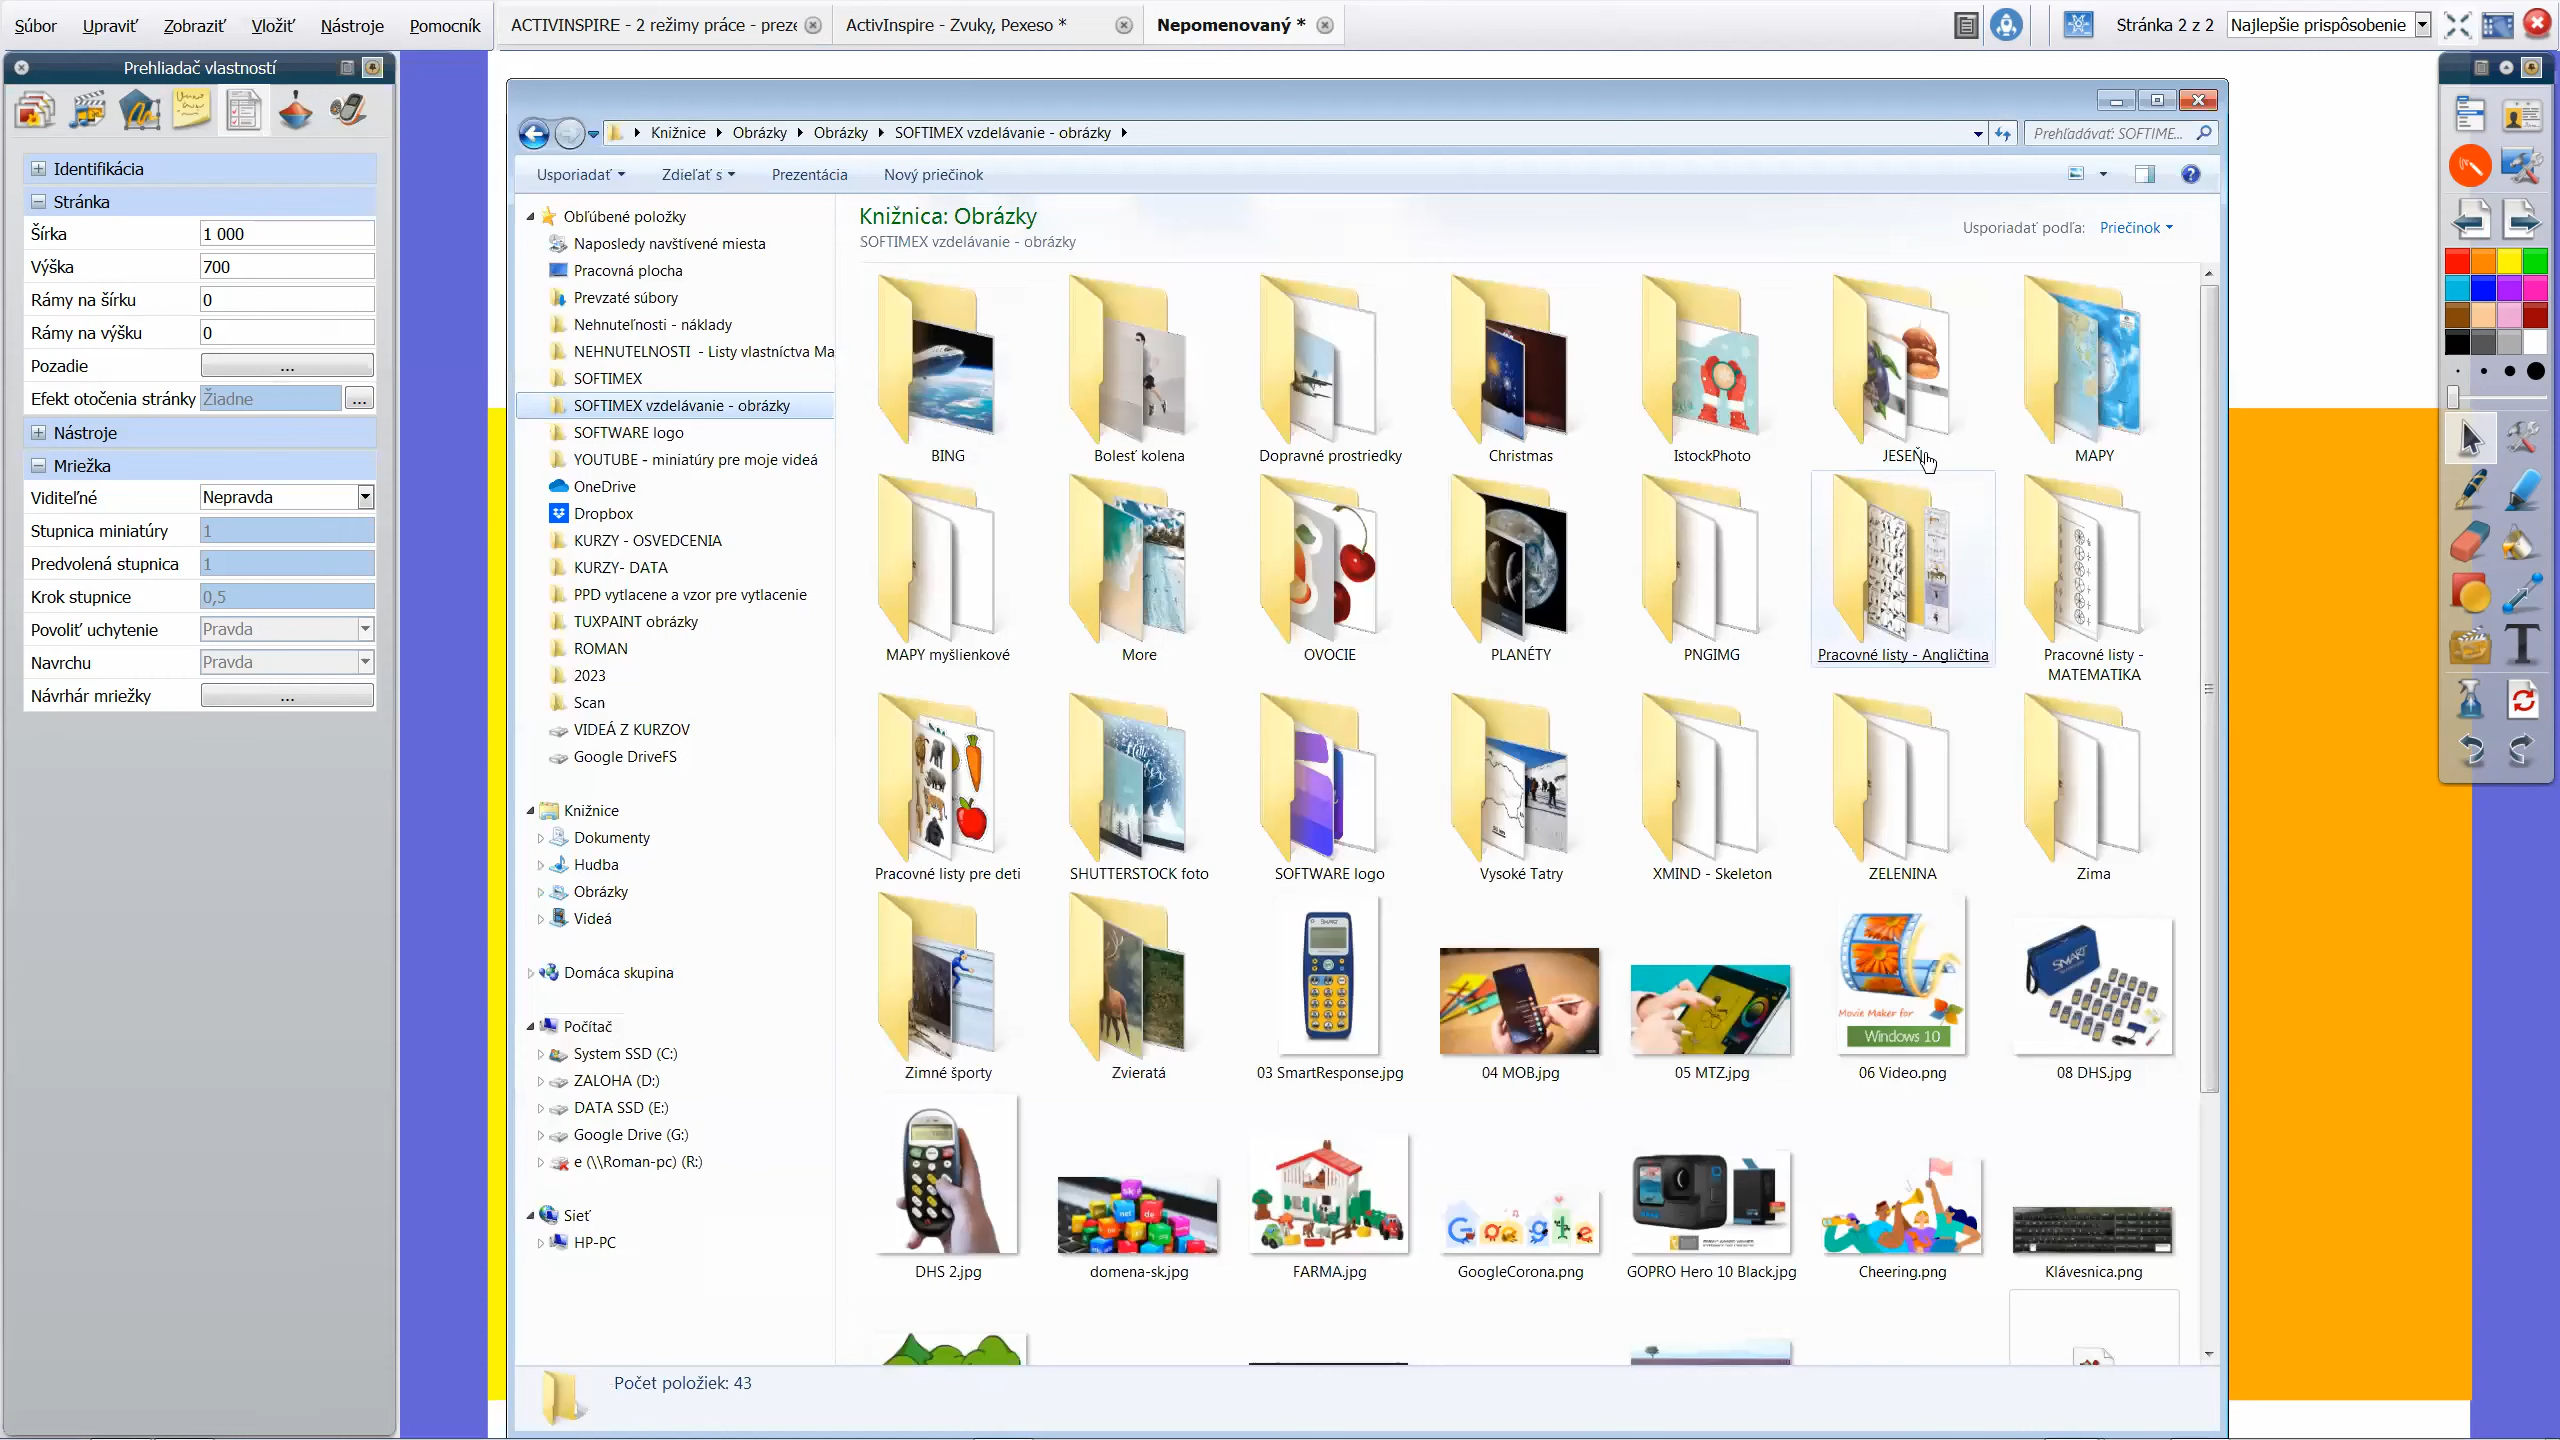 Súbor Upraviť Zobraziť Vložiť Nástroje Pomocník
ACTIVINSPIRE - 2 režimy práce - preze
ActivInspire - Zvuky, Pexeso *
Nepomenovaný *
Stránka 2 z 2
Najlepšie prispôsobenie
Prehliadač vlastností
Identifikácia
Stránka
Šírka 1 000
Výška 700
Rámy na šírku 0
Rámy na výšku 0
Pozadie ...
Efekt otočenia stránky Žiadne ...
Nástroje
Mriežka
Viditeľné Nepravda
Stupnica miniatúry 1
Predvolená stupnica 1
Krok stupnice 0,5
Povoliť uchytenie Pravda
Navrchu Pravda
Návrhár mriežky ...
Knižnice Obrázky Obrázky SOFTIMEX vzdelávanie - obrázky
Prehľadávať: SOFTIME...
Usporiadať Zdieľať s Prezentácia Nový priečinok
Obľúbené položky
Naposledy navštívené miesta
Pracovná plocha
Prevzaté súbory
Nehnuteľnosti - náklady
NEHNUTELNOSTI - Listy vlastníctva Ma
SOFTIMEX
SOFTIMEX vzdelávanie - obrázky
SOFTWARE logo
YOUTUBE - miniatúry pre moje videá
OneDrive
Dropbox
KURZY - OSVEDCENIA
KURZY- DATA
PPD vytlacene a vzor pre vytlacenie
TUXPAINT obrázky
ROMAN
2023
Scan
VIDEÁ Z KURZOV
Google DriveFS
Knižnice
Dokumenty
Hudba
Obrázky
Videá
Domáca skupina
Počítač
System SSD (C:)
ZALOHA (D:)
DATA SSD (E:)
Google Drive (G:)
e (\\Roman-pc) (R:)
Sieť
HP-PC
Knižnica: Obrázky
SOFTIMEX vzdelávanie - obrázky
Usporiadať podľa: Priečinok
BING Bolesť kolena Dopravné prostriedky Christmas IstockPhoto JESEŇ MAPY
MAPY myšlienkové More OVOCIE PLANÉTY PNGIMG Pracovné listy - Angličtina Pracovné listy -
MATEMATIKA
Pracovné listy pre deti SHUTTERSTOCK foto SOFTWARE logo Vysoké Tatry XMIND - Skeleton ZELENINA Zima
Movie Maker for
Windows 10
SMART
Zimné športy Zvieratá 03 SmartResponse.jpg 04 MOB.jpg 05 MTZ.jpg 06 Video.png 08 DHS.jpg
DHS 2.jpg domena-sk.jpg FARMA.jpg GoogleCorona.png GOPRO Hero 10 Black.jpg Cheering.png Klávesnica.png
Počet položiek: 43